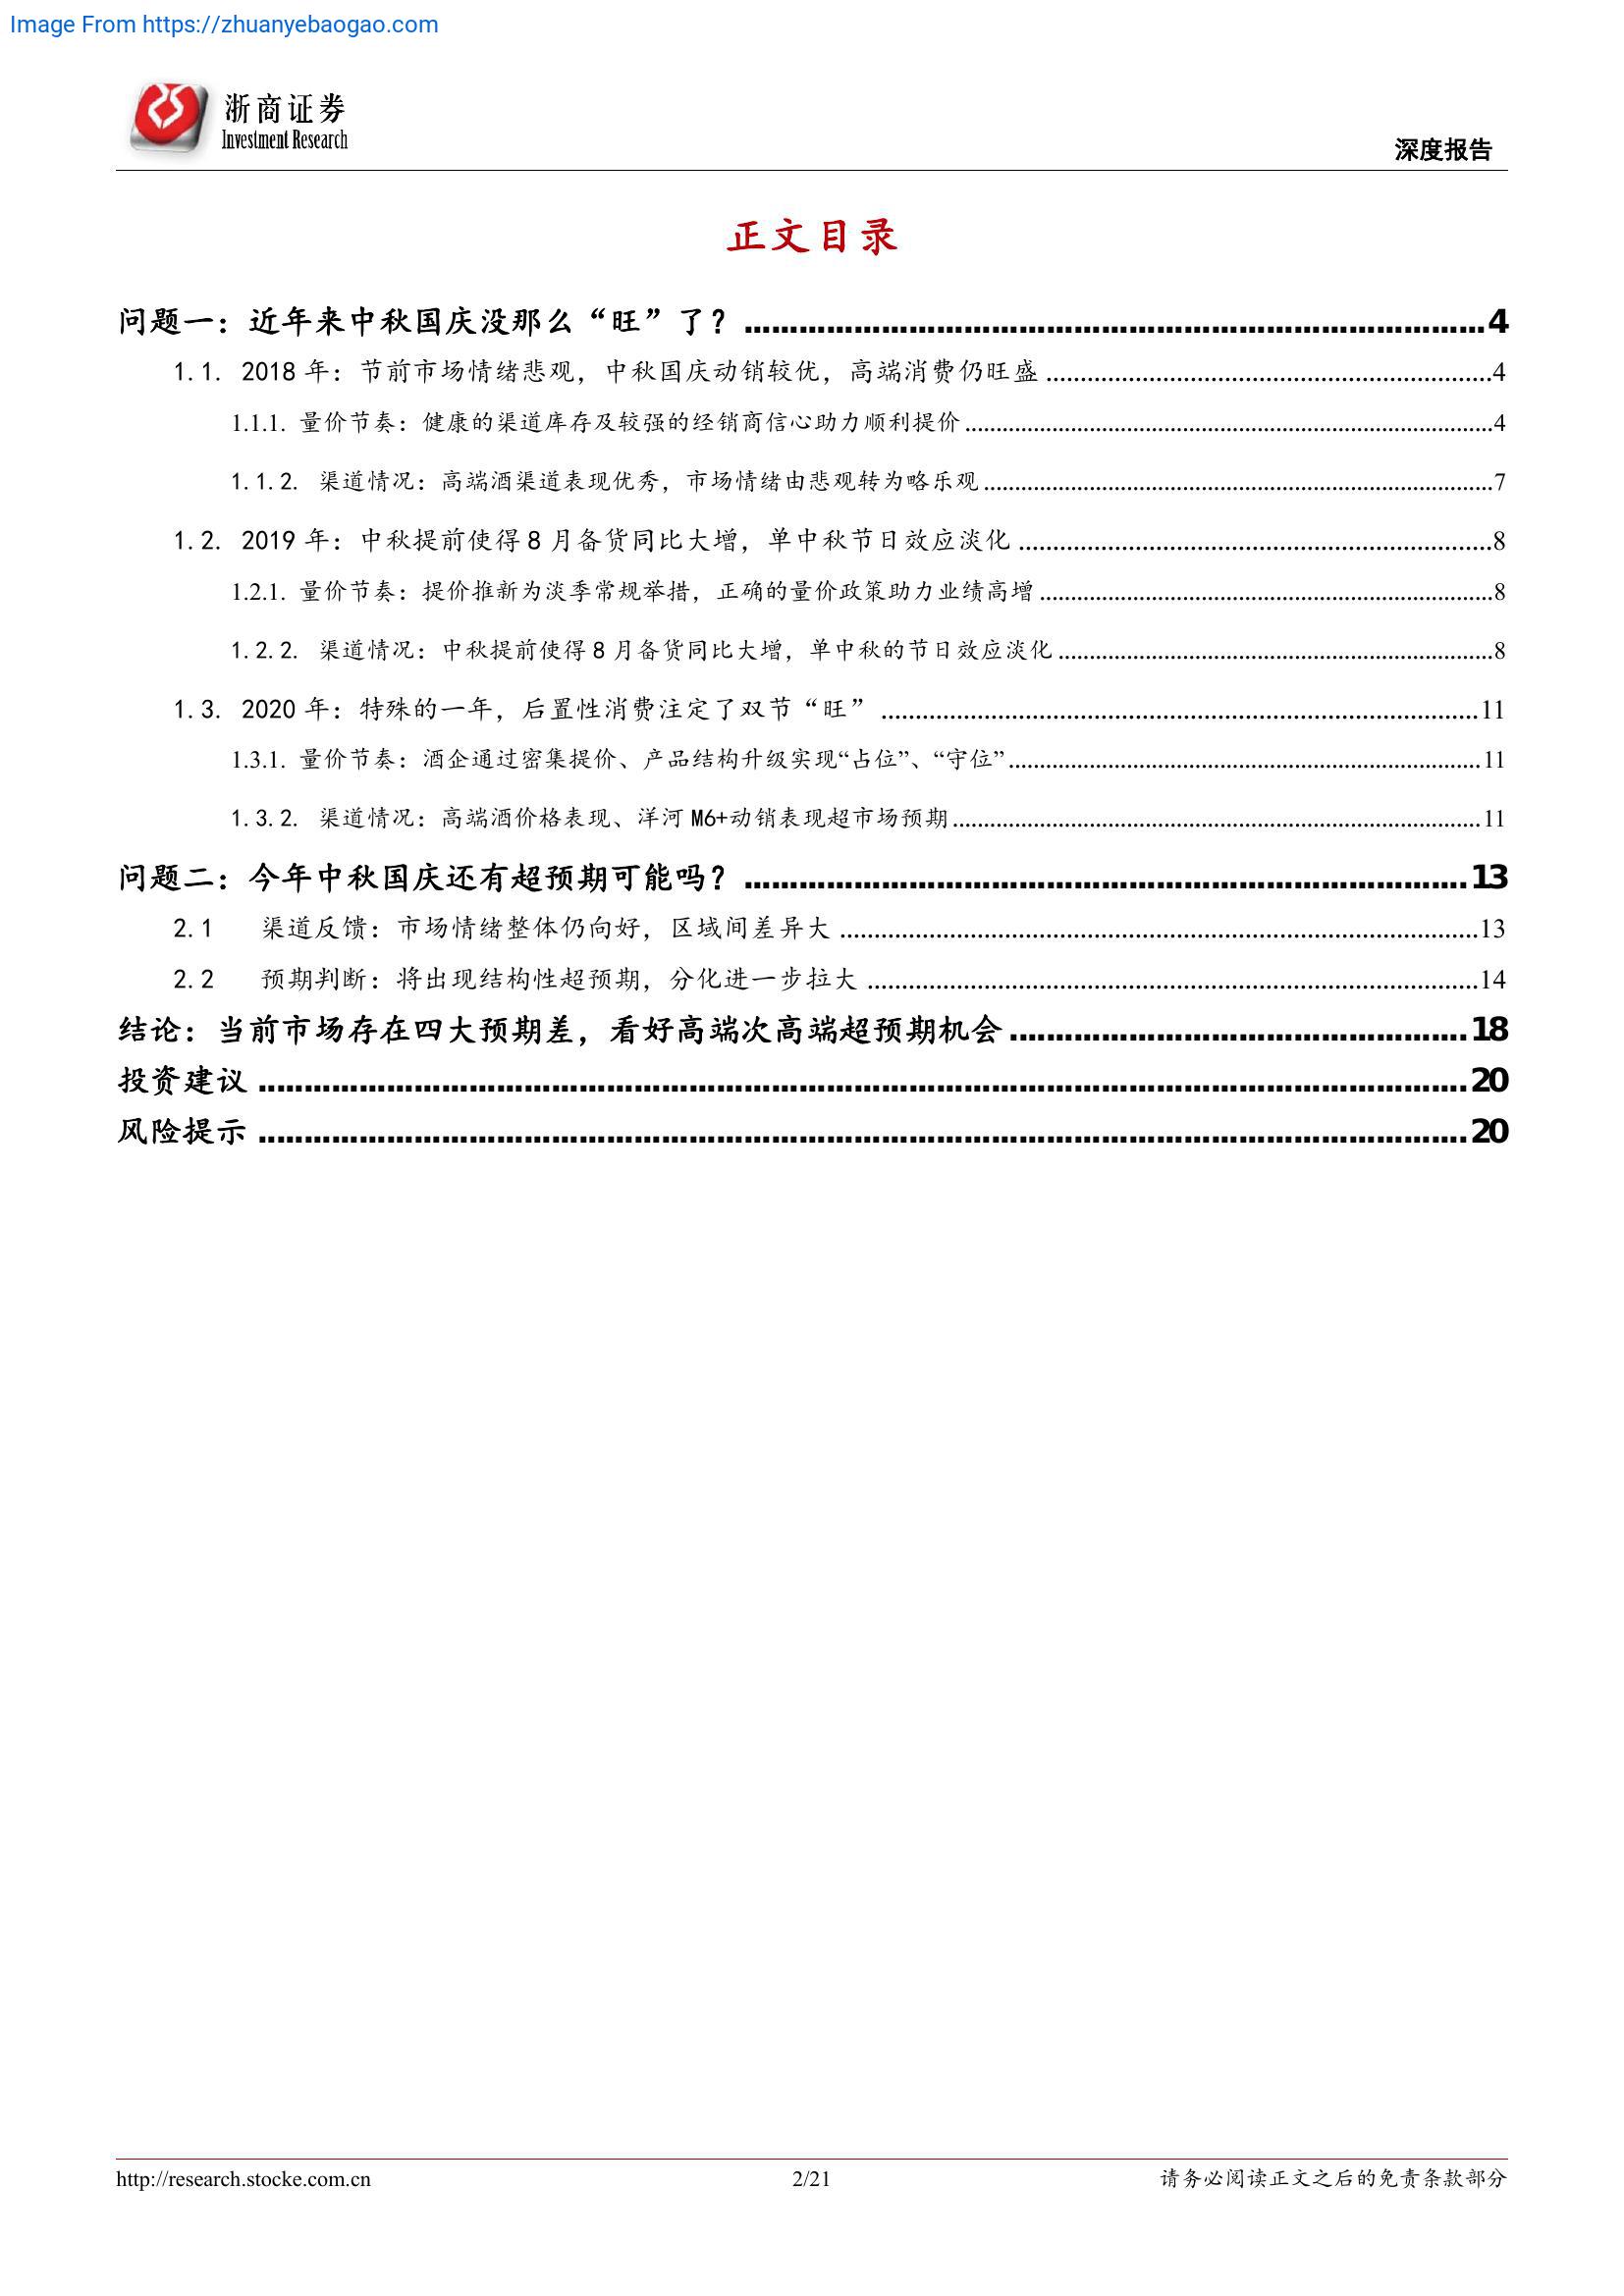 Image From https://zhuanyebaogao.com
浙商证券
Investment Research
深度报告
正文目录
问题一：近年来中秋国庆没那么“旺”了？ 4
1.1. 2018 年：节前市场情绪悲观，中秋国庆动销较优，高端消费仍旺盛 4
1.1.1. 量价节奏：健康的渠道库存及较强的经销商信心助力顺利提价 4
1.1.2. 渠道情况：高端酒渠道表现优秀，市场情绪由悲观转为略乐观 7
1.2. 2019 年：中秋提前使得 8 月备货同比大增，单中秋节日效应淡化 8
1.2.1. 量价节奏：提价推新为淡季常规举措，正确的量价政策助力业绩高增 8
1.2.2. 渠道情况：中秋提前使得 8 月备货同比大增，单中秋的节日效应淡化 8
1.3. 2020 年：特殊的一年，后置性消费注定了双节“旺” 11
1.3.1. 量价节奏：酒企通过密集提价、产品结构升级实现“占位”、“守位” 11
1.3.2. 渠道情况：高端酒价格表现、洋河 M6+动销表现超市场预期 11
问题二：今年中秋国庆还有超预期可能吗？ 13
2.1 渠道反馈：市场情绪整体仍向好，区域间差异大 13
2.2 预期判断：将出现结构性超预期，分化进一步拉大 14
结论：当前市场存在四大预期差，看好高端次高端超预期机会 18
投资建议 20
风险提示 20
http://research.stocke.com.cn 2/21 请务必阅读正文之后的免责条款部分